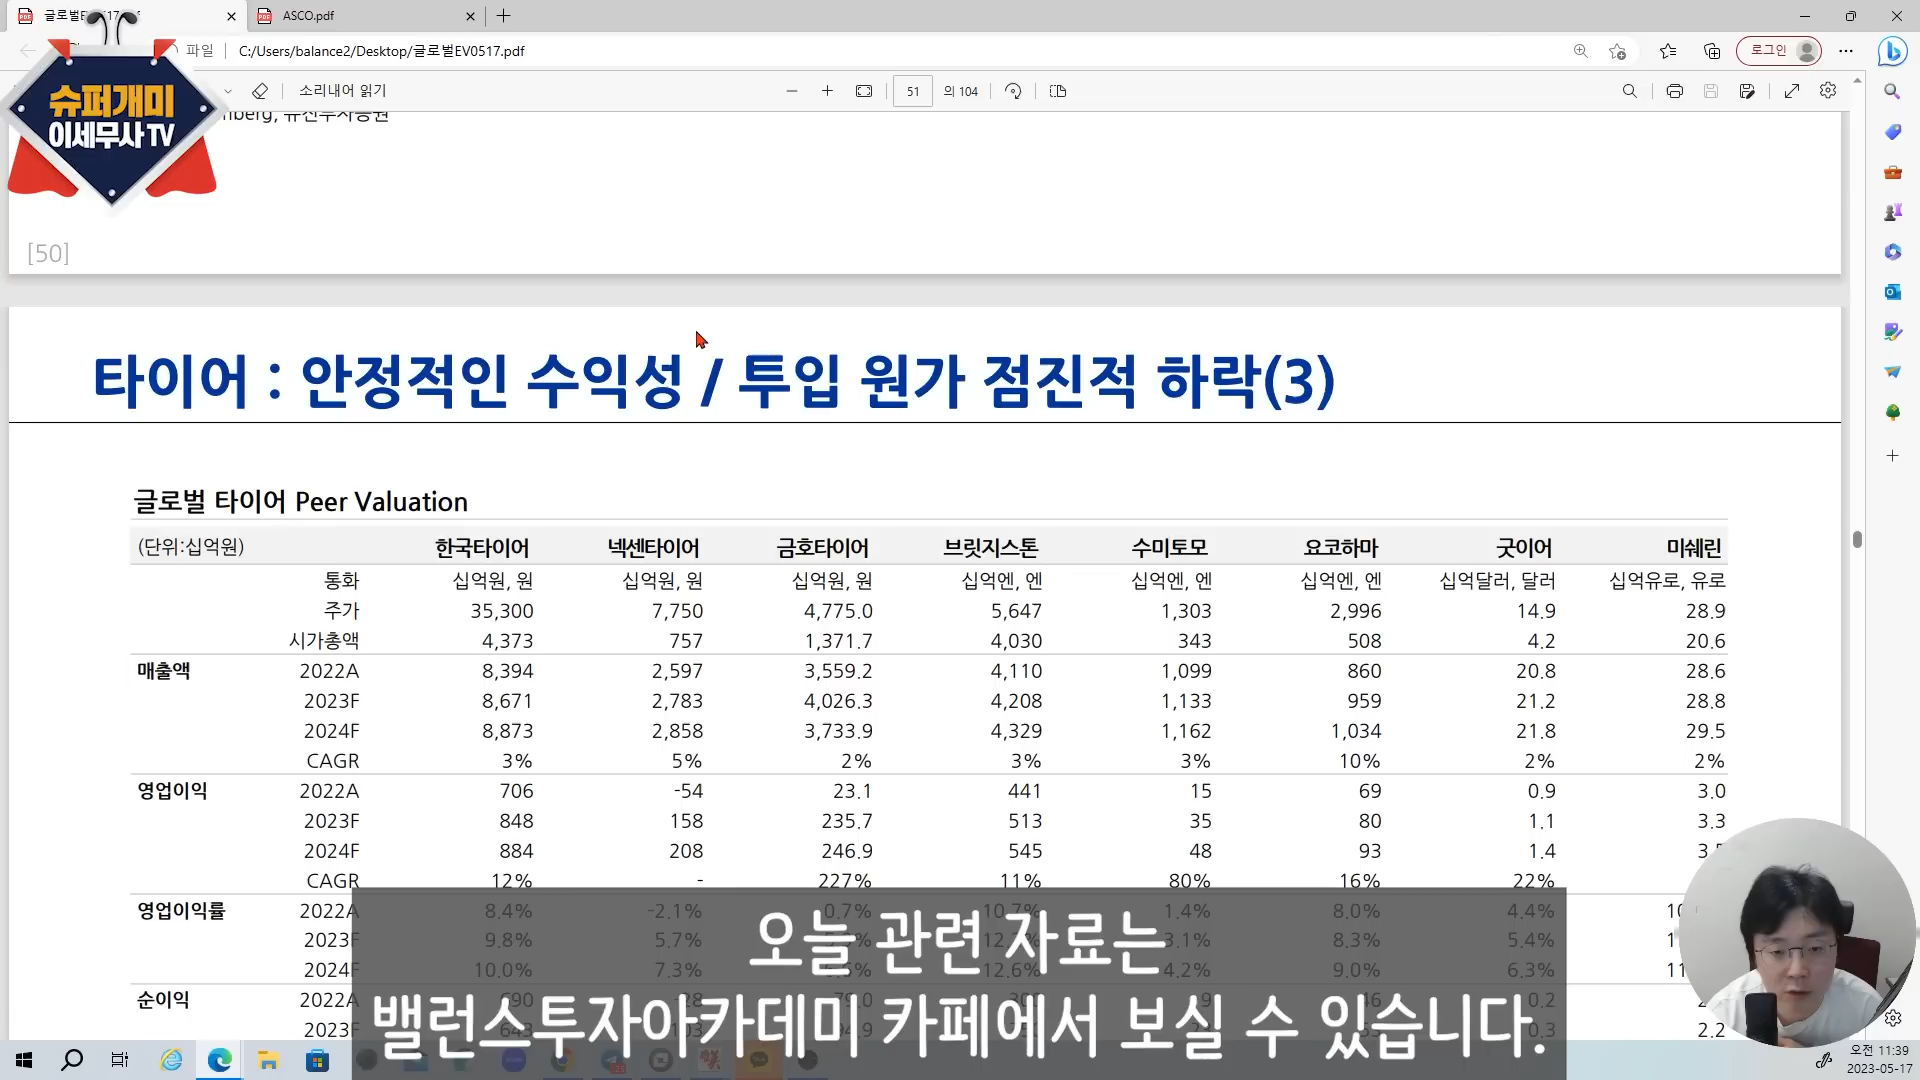 글로벌E
ASCO.pdf
파일
C:/Users/balance2/Desktop/글로벌EV0517.pdf
로그인
슈퍼개미
이세무사TV
소리내어 읽기
51
의 104
[50]
타이어 : 안정적인 수익성 / 투입 원가 점진적 하락(3)
글로벌 타이어 Peer Valuation
(단위:십억원) 한국타이어 넥센타이어 금호타이어 브릿지스톤 수미토모 요코하마 굿이어 미쉐린
통화 십억원, 원 십억원, 원 십억원, 원 십억엔, 엔 십억엔, 엔 십억엔, 엔 십억달러, 달러 십억유로, 유로
주가 35,300 7,750 4,775.0 5,647 1,303 2,996 14.9 28.9
시가총액 4,373 757 1,371.7 4,030 343 508 4.2 20.6
매출액 2022A 8,394 2,597 3,559.2 4,110 1,099 860 20.8 28.6
2023F 8,671 2,783 4,026.3 4,208 1,133 959 21.2 28.8
2024F 8,873 2,858 3,733.9 4,329 1,162 1,034 21.8 29.5
CAGR 3% 5% 2% 3% 3% 10% 2% 2%
영업이익 2022A 706 -54 23.1 441 15 69 0.9 3.0
2023F 848 158 235.7 513 35 80 1.1 3.3
2024F 884 208 246.9 545 48 93 1.4
CAGR 12% - 227% 11% 80% 16% 22%
영업이익률 2022A 8.4% -2.1% 0.7% 10.7% 1.4% 8.0% 4.4%
2023F 9.8% 5.7% 3.1% 8.3% 5.4%
2024F 10.0% 7.3% 12.6% 4.2% 9.0% 6.3%
순이익 2022A
2023F 2.2
오늘 관련 자료는
밸런스투자아카데미 카페에서 보실 수 있습니다.
오전 11:39
2023-05-17